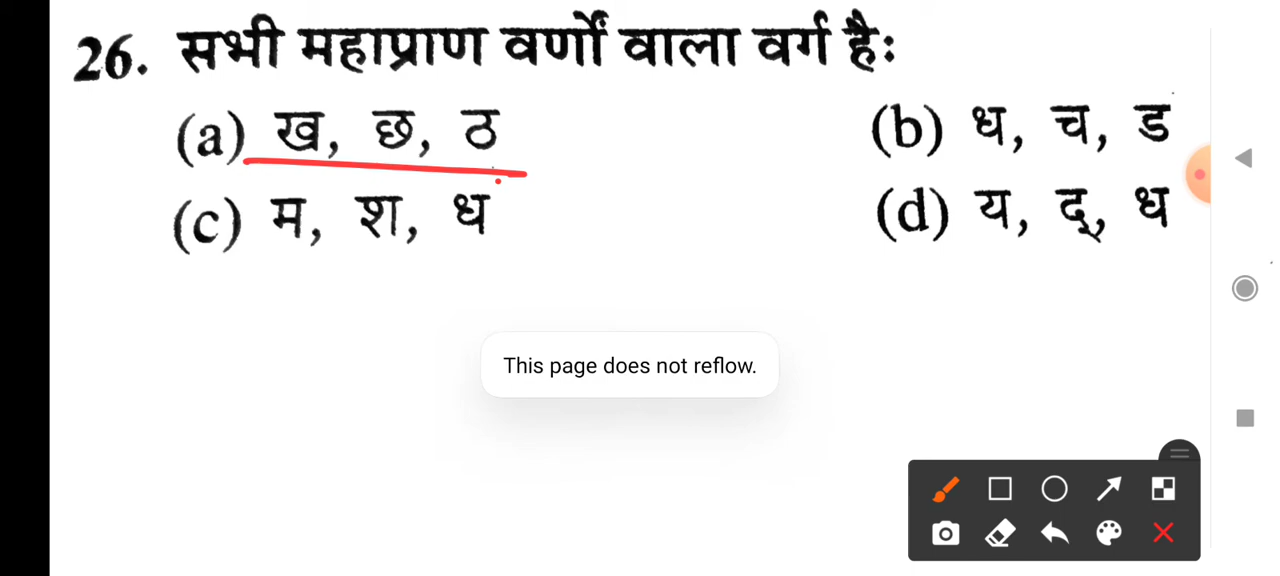 26. सभी महाप्राण वर्णों वाला वर्ग हैः
(a) ख, छ, ठ (b) ध, च, ड
(c) म, श, ध (d) य, द्, ध
This page does not reflow.